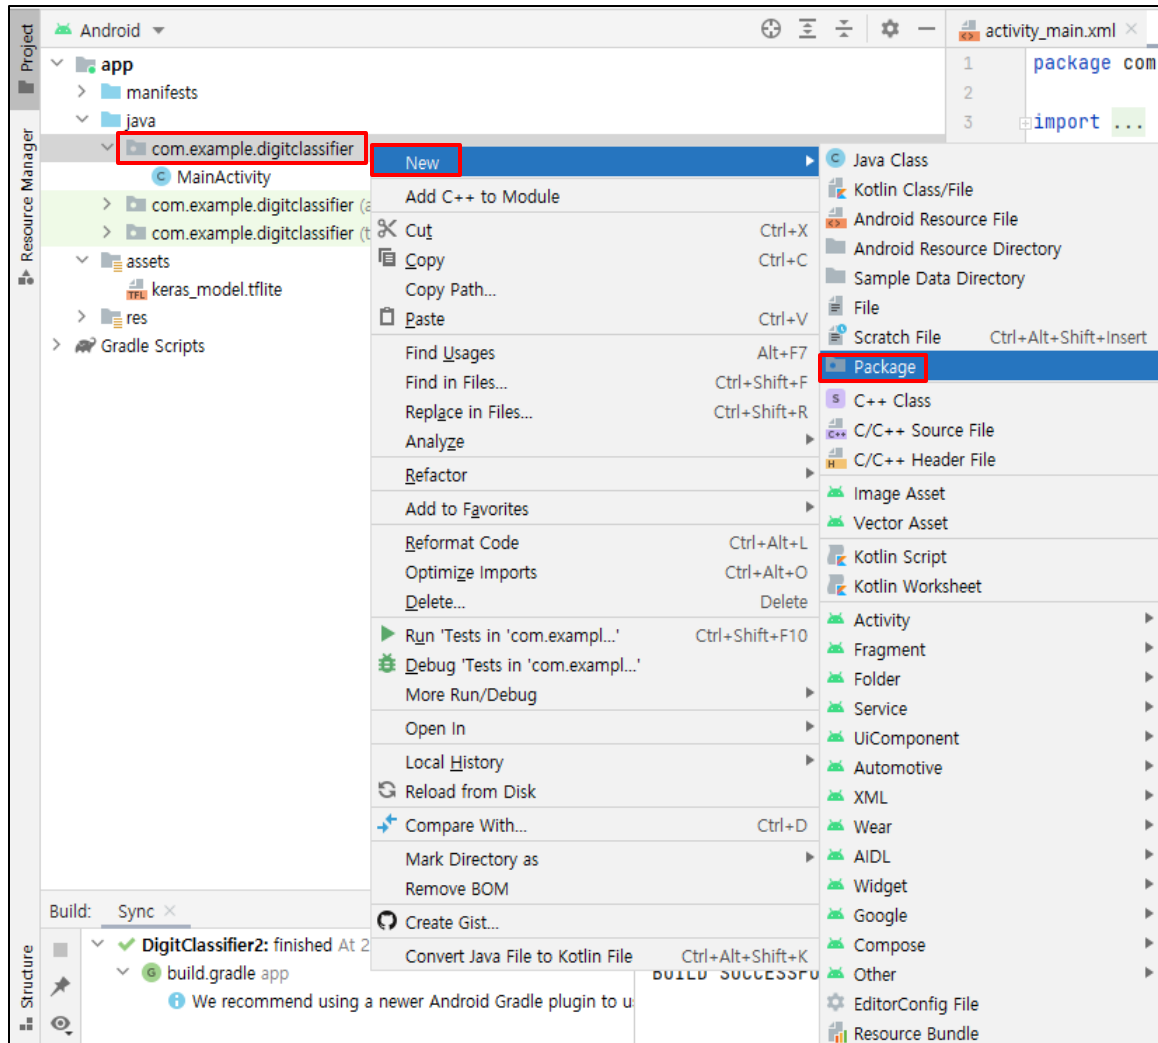 Project
Resource Manager
Structure
Android
app
manifests
java
com.example.digitclassifier
MainActivity
com.example.digitclassifier (a
com.example.digitclassifier (t
assets
keras_model.tflite
res
Gradle Scripts
activity_main.xml
1 package com
2
3 import ...
New
Add C++ to Module
Cut Ctrl+X
Copy Ctrl+C
Copy Path...
Paste Ctrl+V
Find Usages Alt+F7
Find in Files... Ctrl+Shift+F
Replace in Files... Ctrl+Shift+R
Analyze
Refactor
Add to Favorites
Reformat Code Ctrl+Alt+L
Optimize Imports Ctrl+Alt+O
Delete... Delete
Run 'Tests in 'com.exampl...' Ctrl+Shift+F10
Debug 'Tests in 'com.exampl...'
More Run/Debug
Open In
Local History
Reload from Disk
Compare With... Ctrl+D
Mark Directory as
Remove BOM
Create Gist...
Convert Java File to Kotlin File Ctrl+Alt+Shift+K
Java Class
Kotlin Class/File
Android Resource File
Android Resource Directory
Sample Data Directory
File
Scratch File Ctrl+Alt+Shift+Insert
Package
C++ Class
C/C++ Source File
C/C++ Header File
Image Asset
Vector Asset
Kotlin Script
Kotlin Worksheet
Activity
Fragment
Folder
Service
UiComponent
Automotive
XML
Wear
AIDL
Widget
Google
Compose
Other
EditorConfig File
Resource Bundle
Build: Sync
DigitClassifier2: finished At 2
build.gradle app
We recommend using a newer Android Gradle plugin to u
BUILD SUCCESSFU